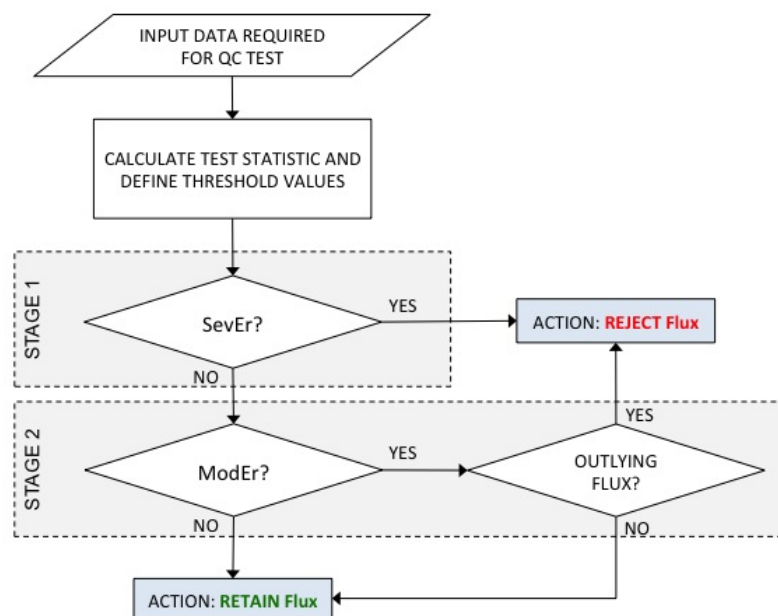 INPUT DATA REQUIRED
FOR QC TEST
CALCULATE TEST STATISTIC AND
DEFINE THRESHOLD VALUES
STAGE 1
SevEr?
YES
ACTION: REJECT Flux
NO
STAGE 2
ModEr?
YES
OUTLYING
FLUX?
YES
NO
NO
ACTION: RETAIN Flux